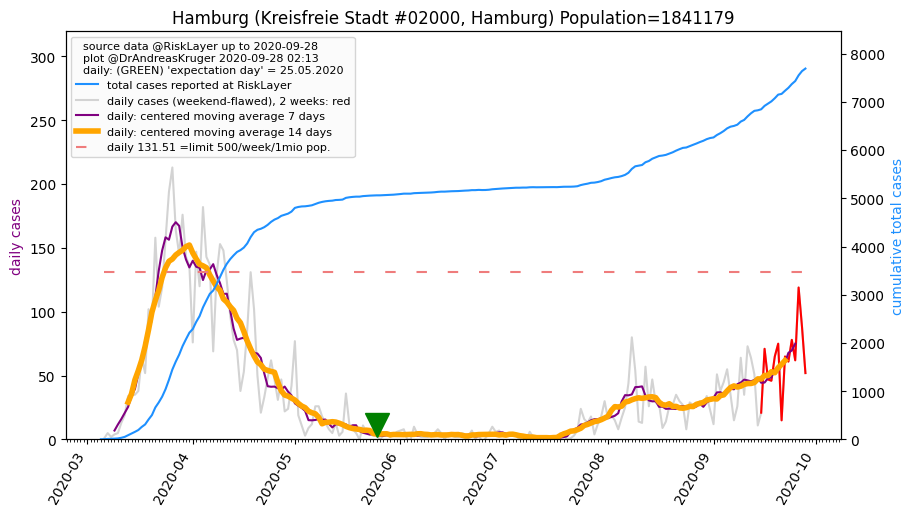 Hamburg (Kreisfreie Stadt #02000, Hamburg) Population=1841179
source data @RiskLayer up to 2020-09-28
plot @DrAndreasKruger 2020-09-28 02:13
daily: (GREEN) 'expectation day' = 25.05.2020
total cases reported at RiskLayer
daily cases (weekend-flawed), 2 weeks: red
daily: centered moving average 7 days
daily: centered moving average 14 days
daily 131.51 =limit 500/week/1mio pop.
daily cases
300
250
200
150
100
50
0
cumulative total cases
8000
7000
6000
5000
4000
3000
2000
1000
0
2020-03
2020-04
2020-05
2020-06
2020-07
2020-08
2020-09
2020-10